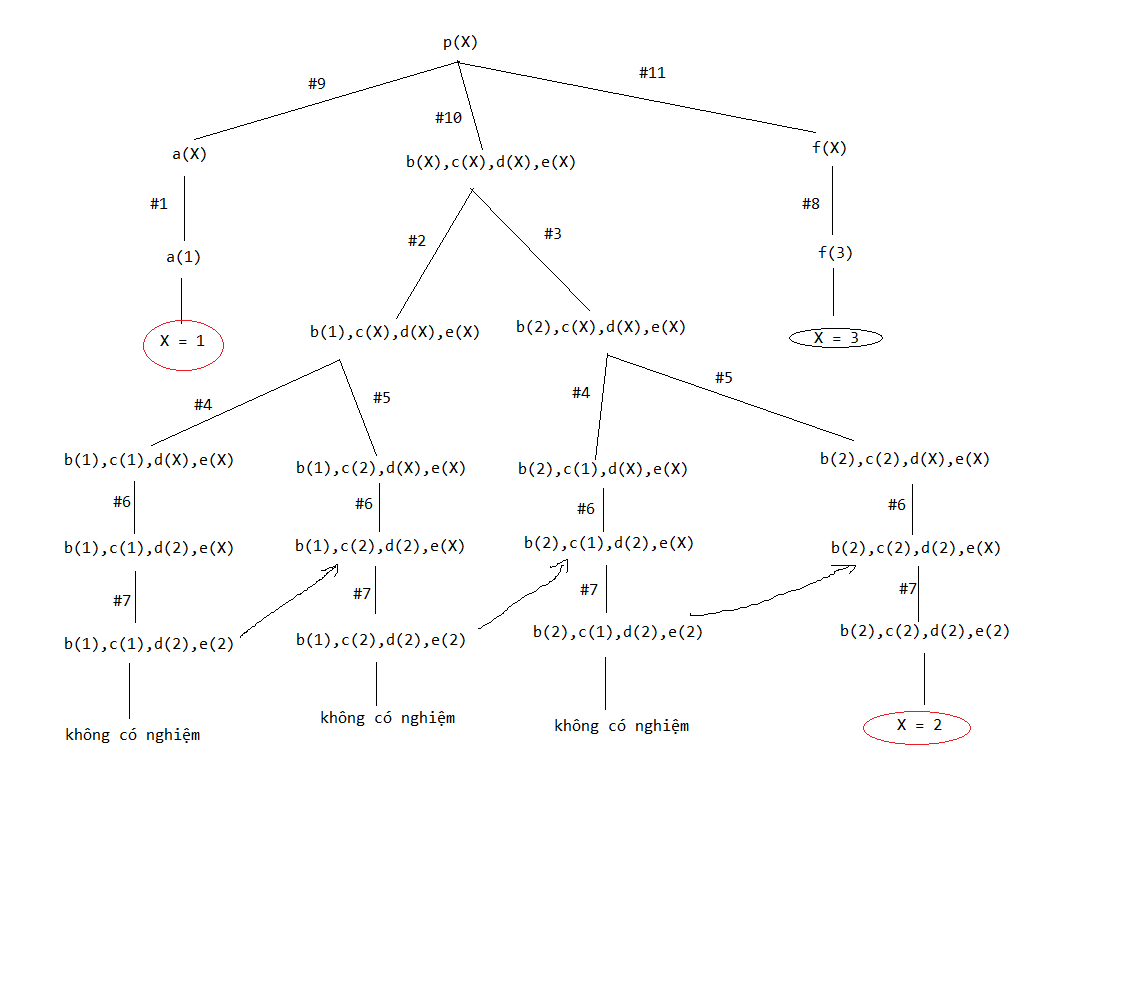 p(X)
#9
#11
#10
a(X)
b(X),c(X),d(X),e(X)
f(X)
#1
#8
#2
#3
a(1)
f(3)
X = 1
b(1),c(X),d(X),e(X)
b(2),c(X),d(X),e(X)
X = 3
#4
#5
#4
#5
b(1),c(1),d(X),e(X)
b(1),c(2),d(X),e(X)
b(2),c(1),d(X),e(X)
b(2),c(2),d(X),e(X)
#6
#6
#6
#6
b(1),c(1),d(2),e(X)
b(1),c(2),d(2),e(X)
b(2),c(1),d(2),e(X)
b(2),c(2),d(2),e(X)
#7
#7
#7
#7
b(1),c(1),d(2),e(2)
b(1),c(2),d(2),e(2)
b(2),c(1),d(2),e(2)
b(2),c(2),d(2),e(2)
không có nghiệm
không có nghiệm
không có nghiệm
X = 2